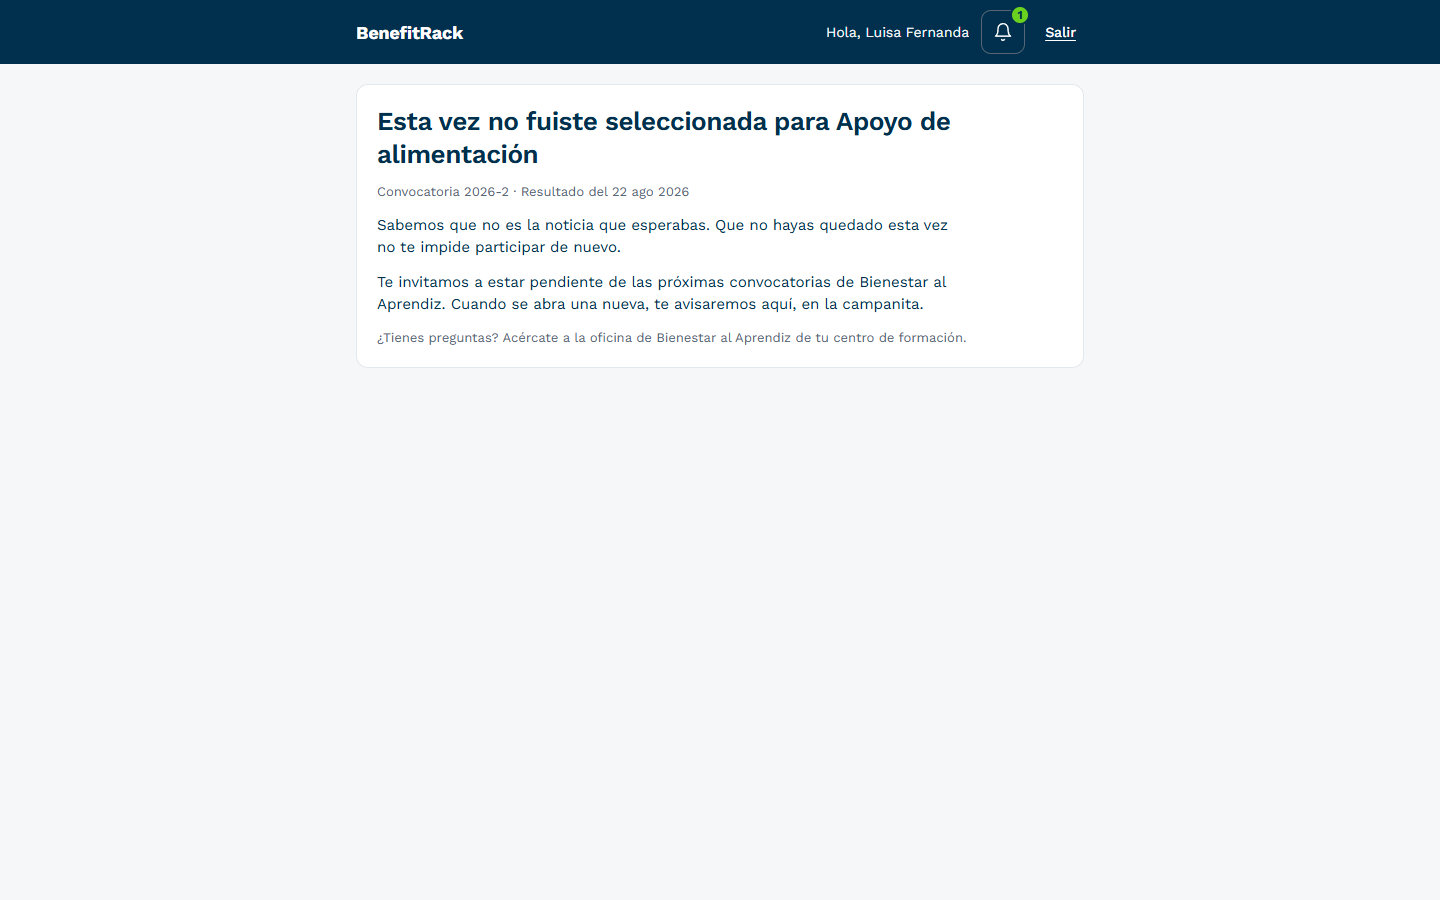 BenefitRack
Hola, Luisa Fernanda
1
Salir
Esta vez no fuiste seleccionada para Apoyo de
alimentación
Convocatoria 2026-2 · Resultado del 22 ago 2026
Sabemos que no es la noticia que esperabas. Que no hayas quedado esta vez
no te impide participar de nuevo.
Te invitamos a estar pendiente de las próximas convocatorias de Bienestar al
Aprendiz. Cuando se abra una nueva, te avisaremos aquí, en la campanita.
¿Tienes preguntas? Acércate a la oficina de Bienestar al Aprendiz de tu centro de formación.